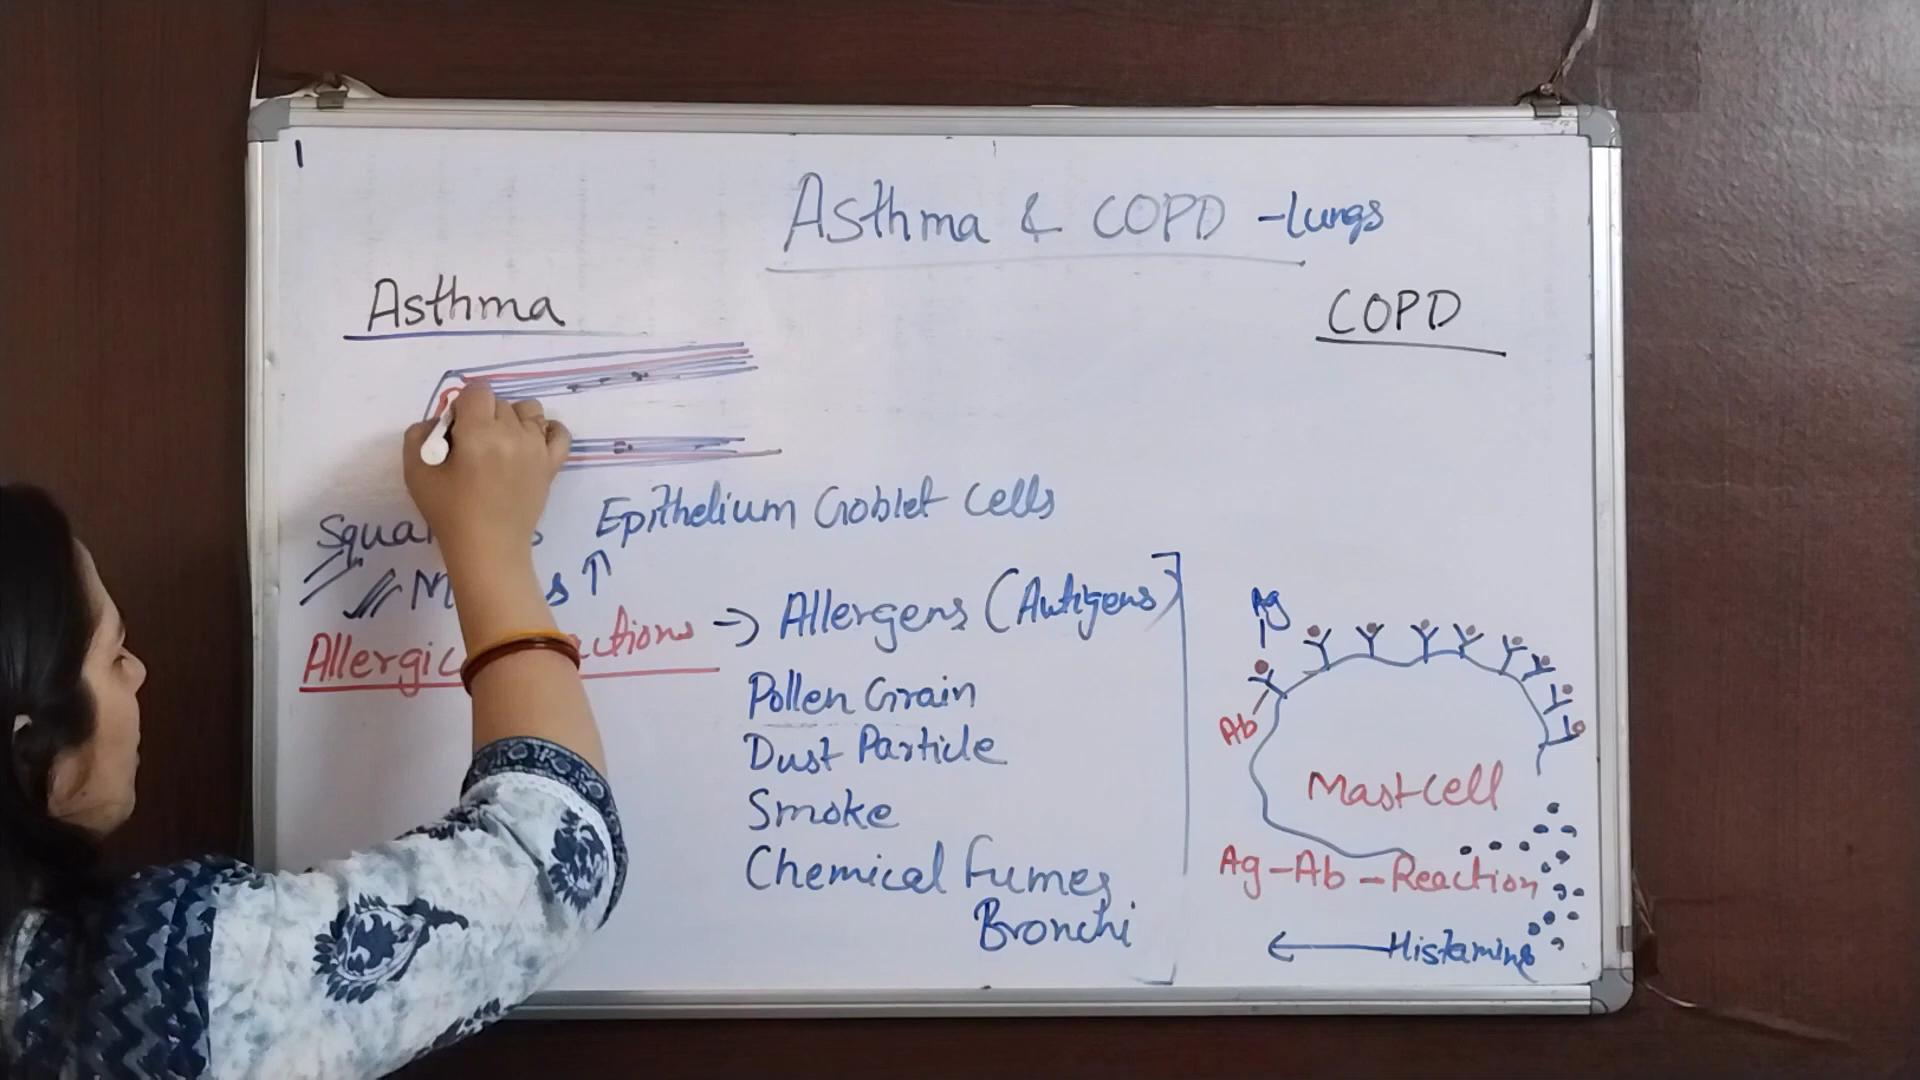 Asthma & COPD - Lungs
Asthma
COPD
Epithelium Goblet Cells
↑
Allergic → Allergens (Antigens)
Pollen Grain
Dust Particle
Smoke
Chemical Fumes
Bronchi
Ag
Ab
Mast cell
Ag-Ab-Reaction
← Histamine